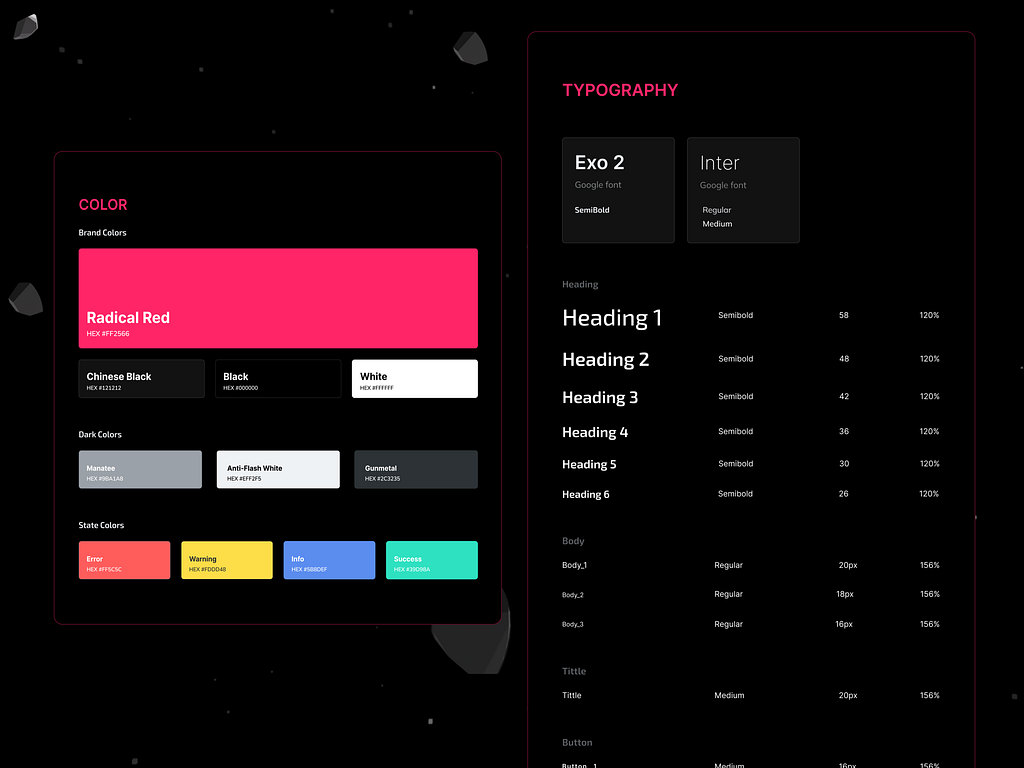 COLOR
Brand Colors
Radical Red
HEX #FF2566
Chinese Black
HEX #121212
Black
HEX #000000
White
HEX #FFFFFF
Dark Colors
Manatee
HEX #9BA1AB
Anti-Flash White
HEX #EFF2F5
Gunmetal
HEX #2C3235
State Colors
Error
HEX #FF5C5C
Warning
HEX #FDDD48
Info
HEX #5B8DEF
Success
HEX #39D98A
TYPOGRAPHY
Exo 2
Google font
SemiBold
Inter
Google font
Regular
Medium
Heading
Heading 1 Semibold 58 120%
Heading 2 Semibold 48 120%
Heading 3 Semibold 42 120%
Heading 4 Semibold 36 120%
Heading 5 Semibold 30 120%
Heading 6 Semibold 26 120%
Body
Body_1 Regular 20px 156%
Body_2 Regular 18px 156%
Body_3 Regular 16px 156%
Tittle
Tittle Medium 20px 156%
Button
Button_1 Medium 16px 156%